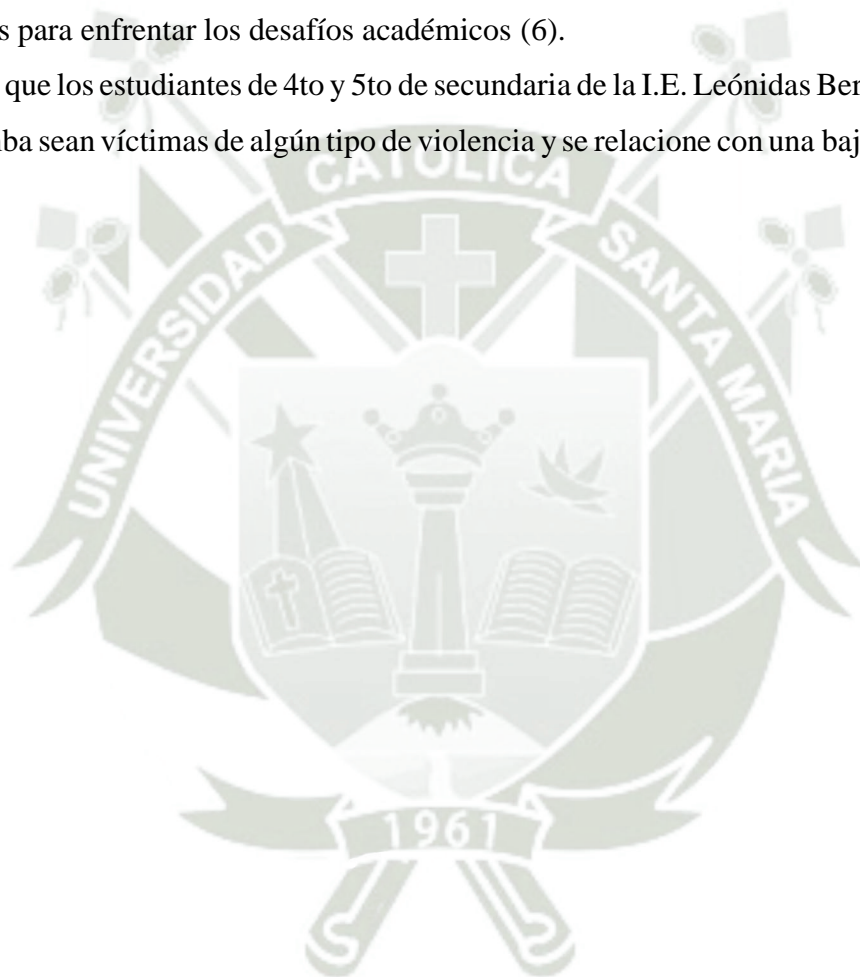 s para enfrentar los desafíos académicos (6).
que los estudiantes de 4to y 5to de secundaria de la I.E. Leónidas Ber
ba sean víctimas de algún tipo de violencia y se relacione con una baj
UNIVERSIDAD CATOLICA SANTA MARIA
1961